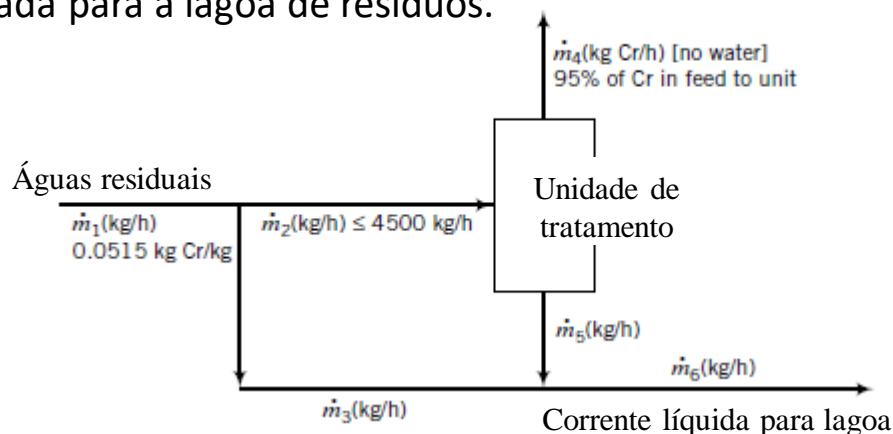 ada para a lagoa de resíduos.
ṁ4(kg Cr/h) [no water]
95% of Cr in feed to unit
Águas residuais
ṁ1(kg/h)
0.0515 kg Cr/kg
ṁ2(kg/h) ≤ 4500 kg/h
Unidade de
tratamento
ṁ5(kg/h)
ṁ6(kg/h)
ṁ3(kg/h)
Corrente líquida para lagoa